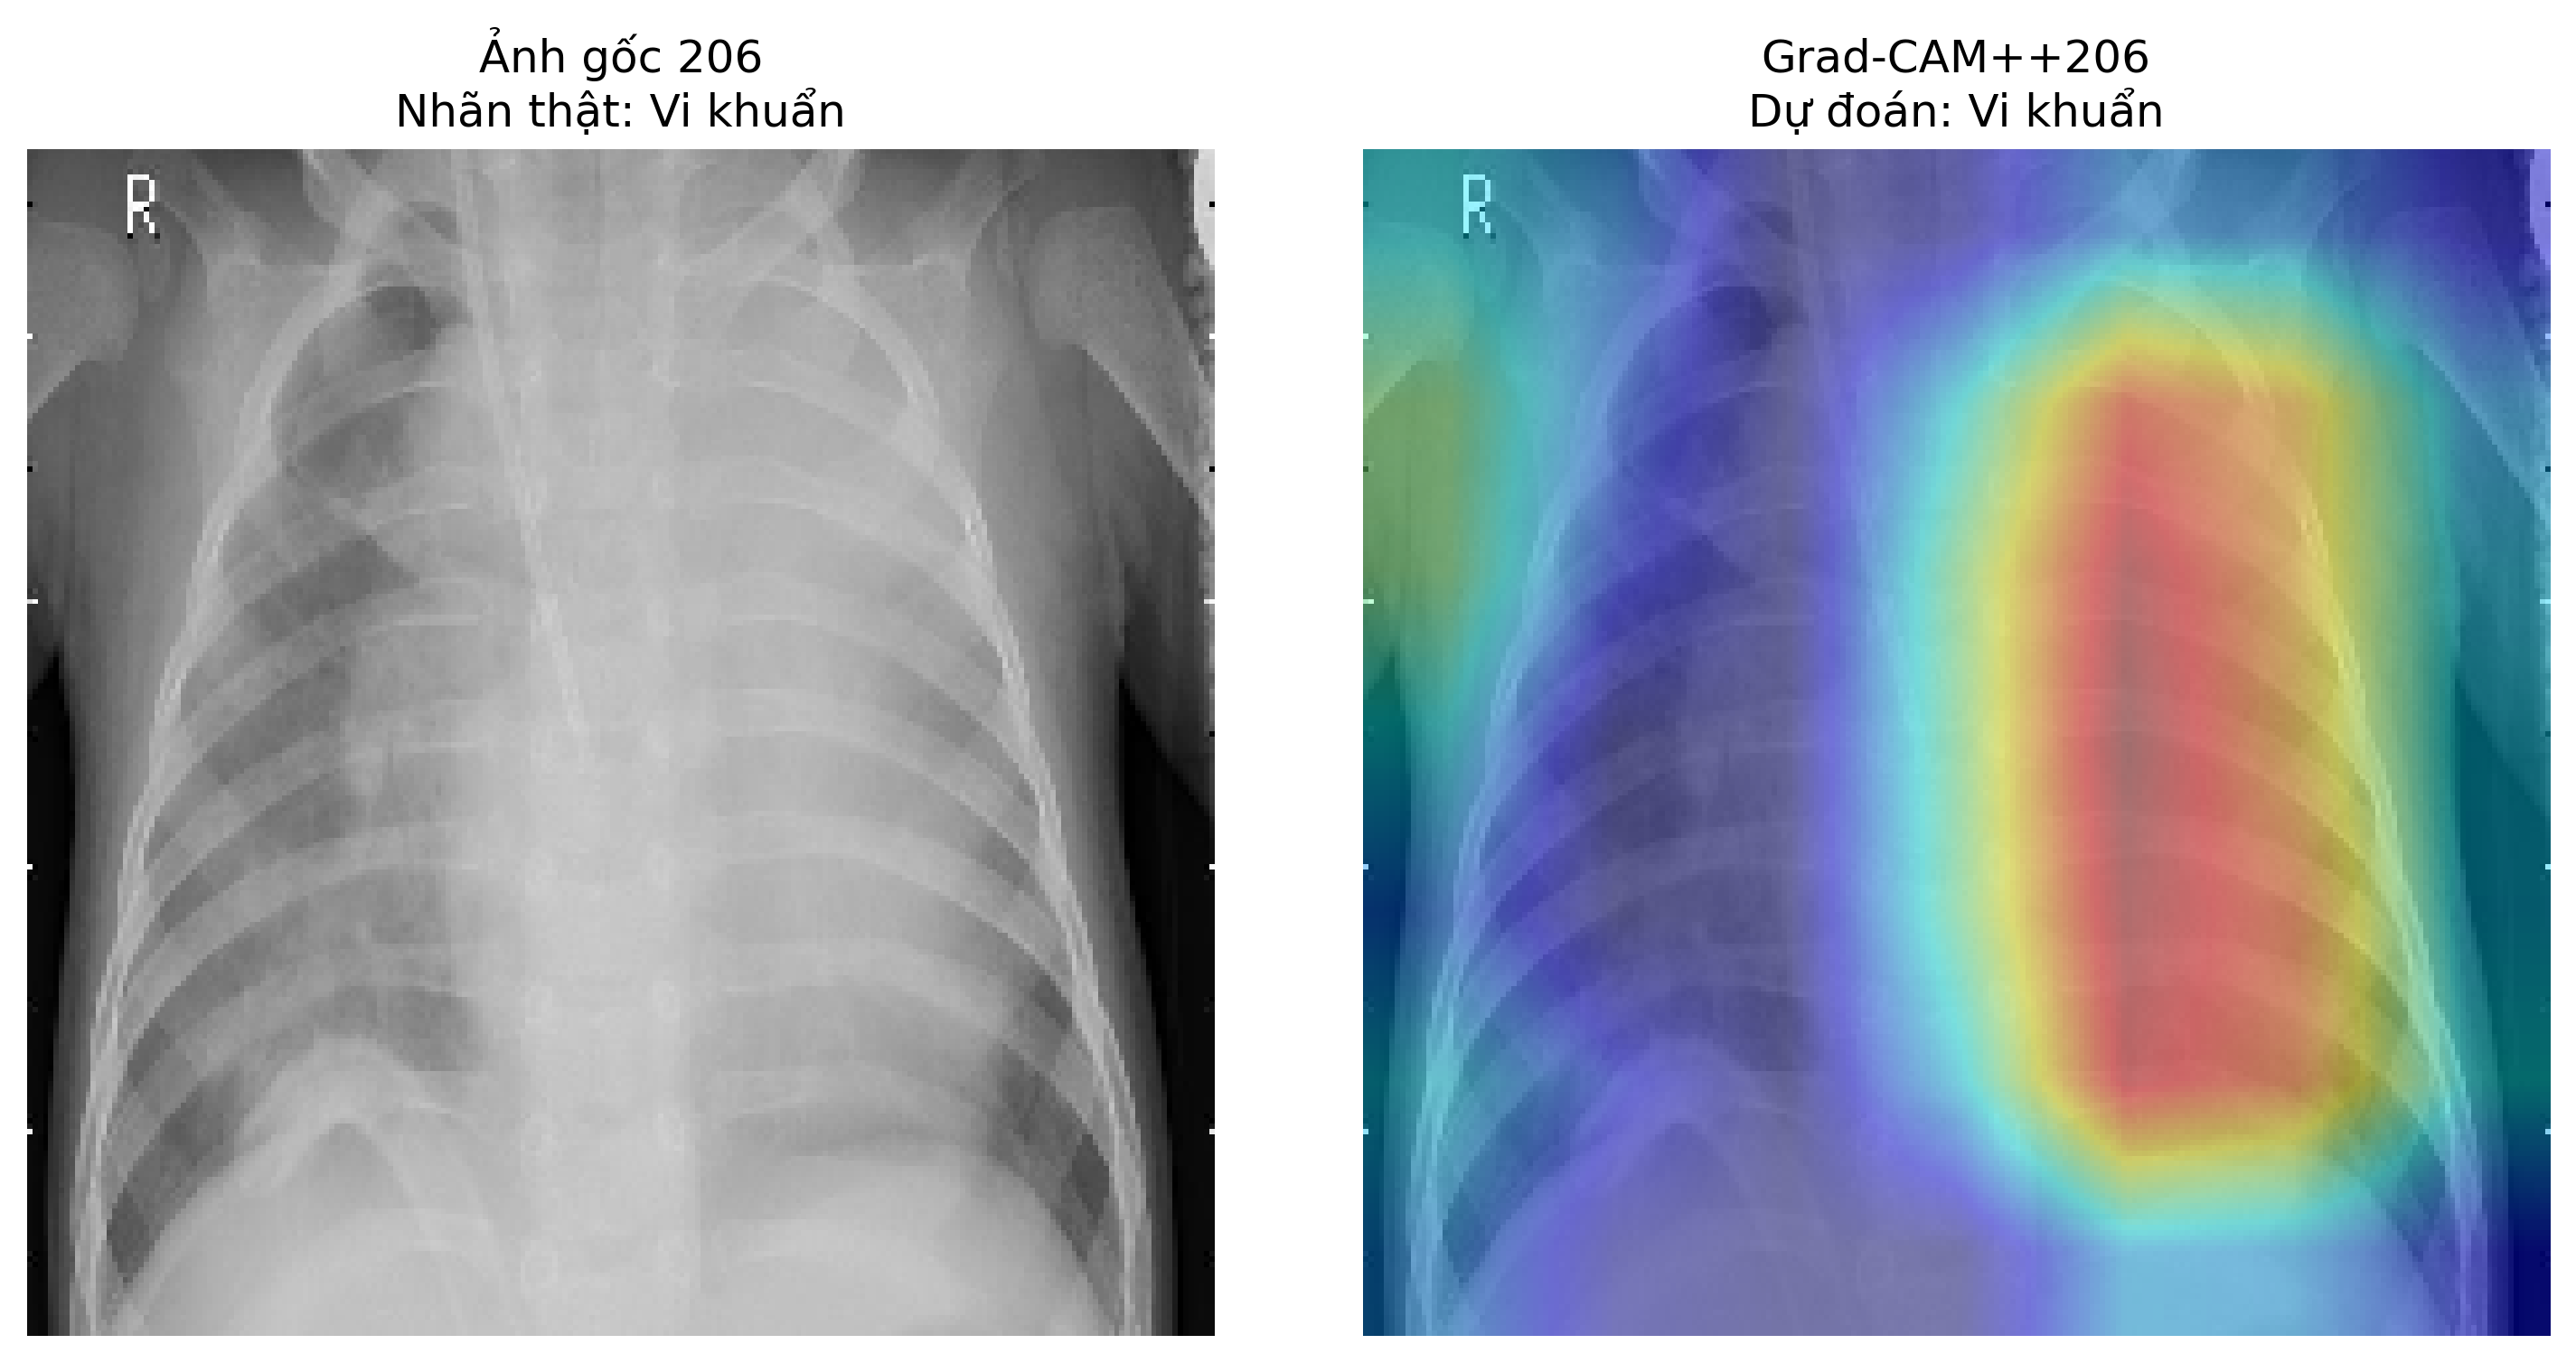 Ảnh gốc 206
Nhãn thật: Vi khuẩn
R
Grad-CAM++206
Dự đoán: Vi khuẩn
R